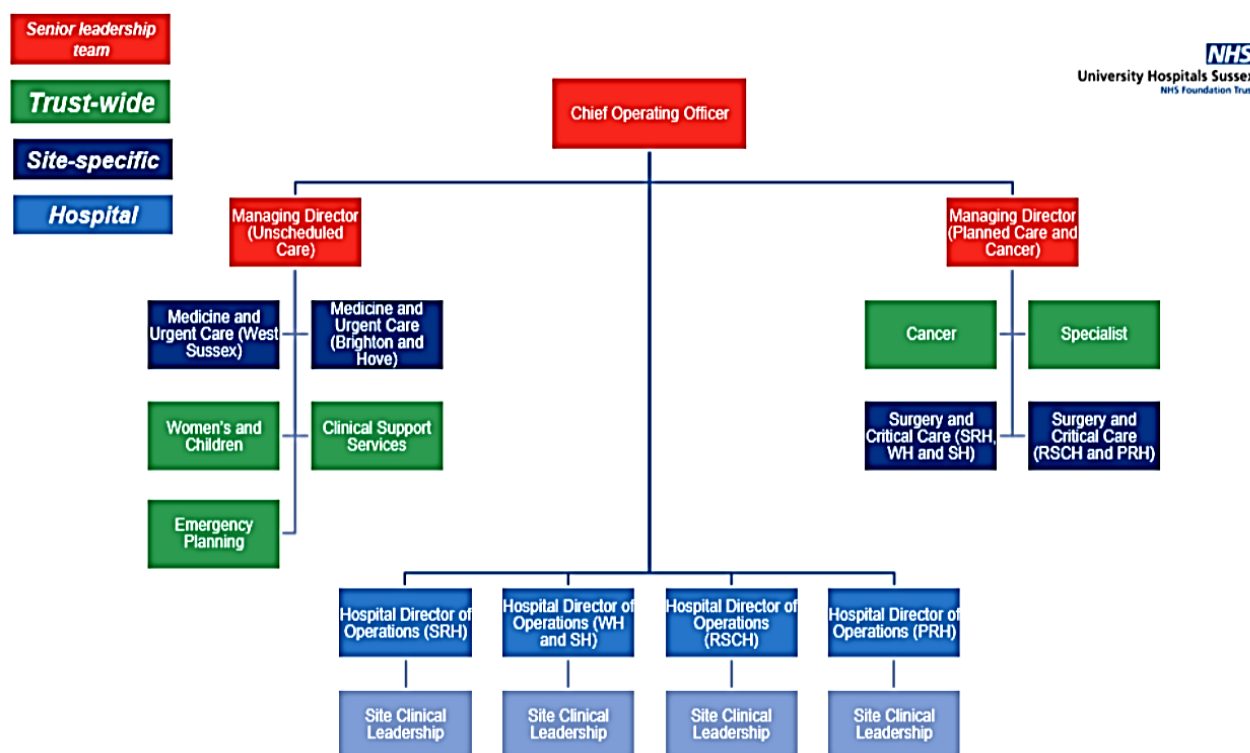 Senior leadership
team
Trust-wide
Site-specific
Hospital
NHS
University Hospitals Sussex
NHS Foundation Trust
Chief Operating Officer
Managing Director
(Unscheduled
Care)
Managing Director
(Planned Care and
Cancer)
Medicine and
Urgent Care (West
Sussex)
Medicine and
Urgent Care
(Brighton and
Hove)
Cancer
Specialist
Women's and
Children
Clinical Support
Services
Surgery and
Critical Care (SRH,
WH and SH)
Surgery and
Critical Care
(RSCH and PRH)
Emergency
Planning
Hospital Director of
Operations (SRH)
Hospital Director of
Operations (WH
and SH)
Hospital Director of
Operations
(RSCH)
Hospital Director of
Operations (PRH)
Site Clinical
Leadership
Site Clinical
Leadership
Site Clinical
Leadership
Site Clinical
Leadership